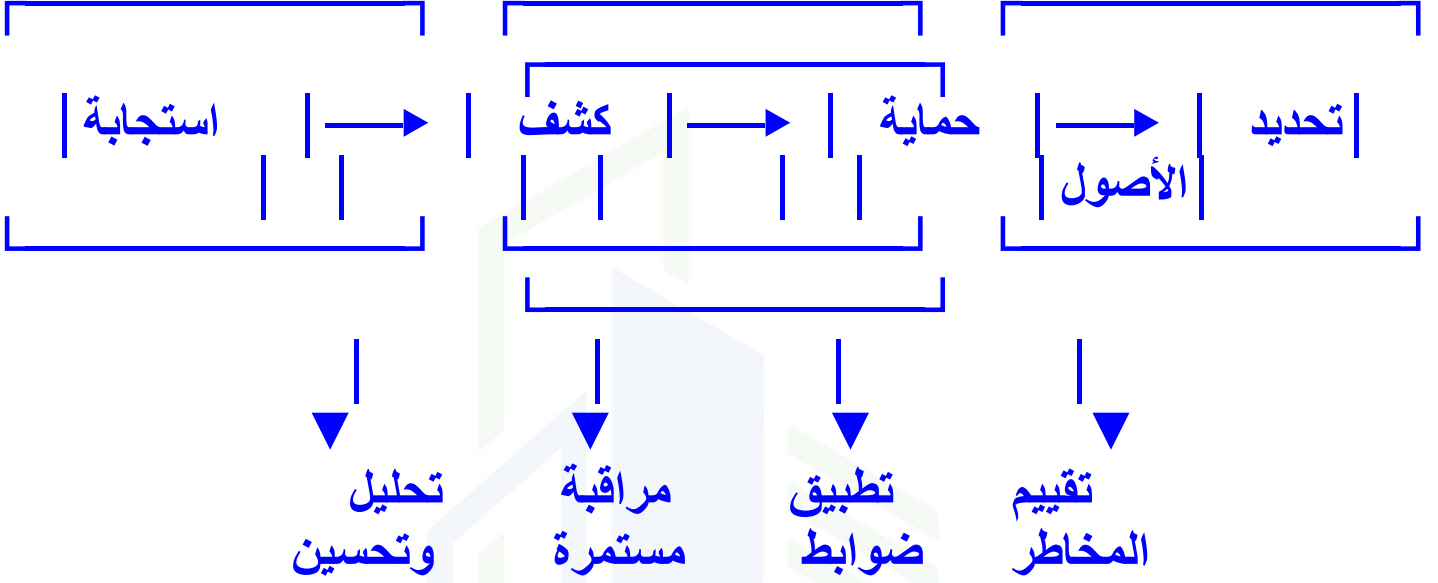 تحديد حماية كشف استجابة
الأصول
تقييم تطبيق مراقبة تحليل
المخاطر ضوابط مستمرة وتحسين